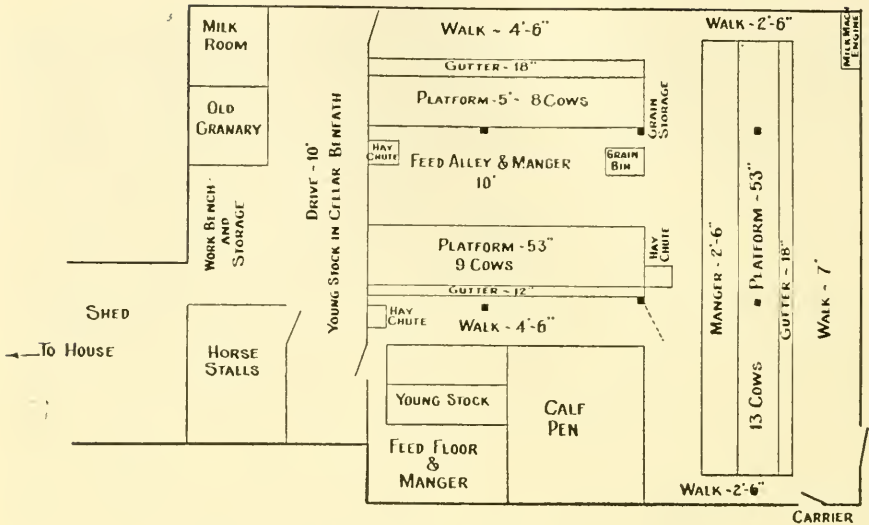 MILK
ROOM
OLD
GRANARY
WORK BENCH
AND
STORAGE
SHED
TO HOUSE
HORSE
STALLS
DRIVE ~ 10'
YOUNG STOCK IN CELLAR BENEATH
WALK ~ 4'-6"
GUTTER ~ 18"
PLATFORM - 5' - 8 COWS
HAY
CHUTE
FEED ALLEY & MANGER
10'
GRAIN
BIN
GRAIN
STORAGE
PLATFORM - 53"
9 COWS
HAY
CHUTE
GUTTER ~ 12"
HAY
CHUTE
WALK ~ 4'-6"
YOUNG STOCK
FEED FLOOR
&
MANGER
CALF
PEN
WALK ~ 2'-6"
MILK MACH
ENGINE
MANGER - 2'-6"
PLATFORM ~ 53"
13 COWS
GUTTER ~ 18"
WALK ~ 7'
WALK ~ 2'-6"
CARRIER